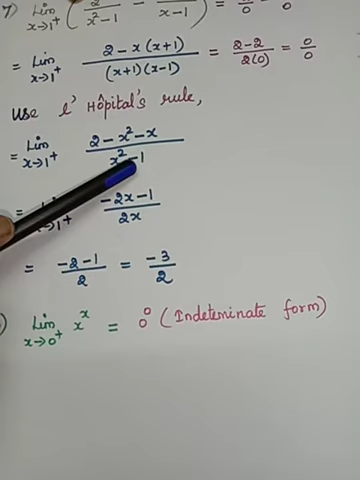 7) Lim x→1⁺ ( 2/(x²-1) - /(x-1) ) = /0 0
= Lim x→1⁺ (2-x(x+1))/((x+1)(x-1)) = (2-2)/(2(0)) = 0/0
Use l' Hôpital's rule,
= Lim x→1⁺ (2-x²-x)/(x²-1)
= x→1⁺ (-2x-1)/(2x)
= (-2-1)/2 = -3/2
) Lim x→0⁺ xˣ = 0⁰ (Indeteminate form)